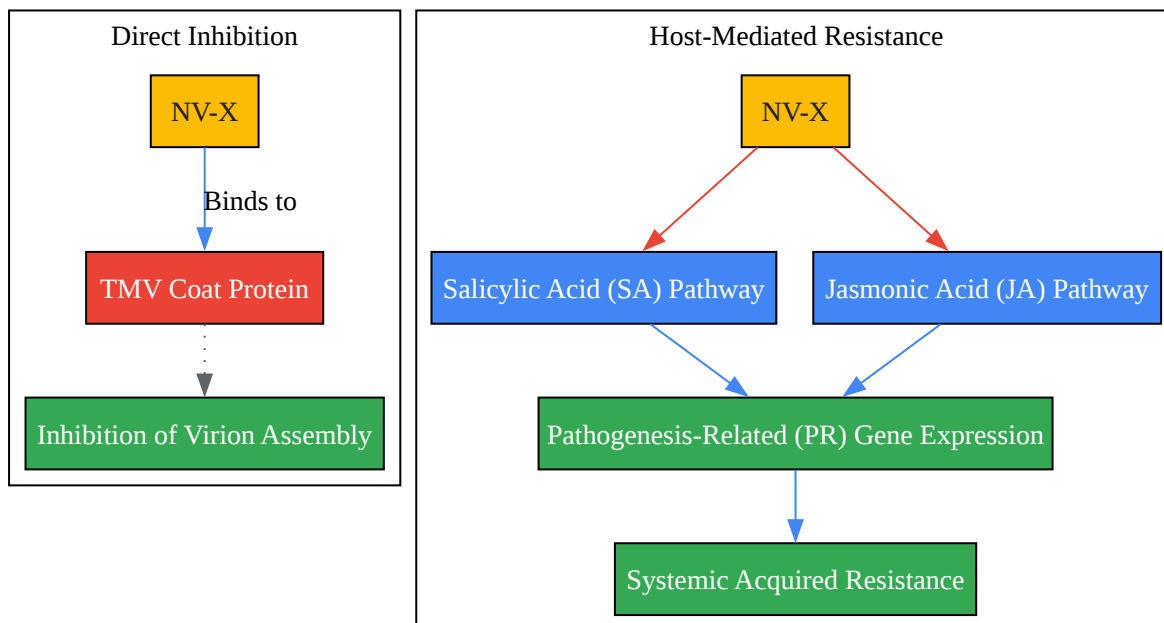 Direct Inhibition
NV-X
Binds to
TMV Coat Protein
Inhibition of Virion Assembly
Host-Mediated Resistance
NV-X
Salicylic Acid (SA) Pathway
Jasmonic Acid (JA) Pathway
Pathogenesis-Related (PR) Gene Expression
Systemic Acquired Resistance